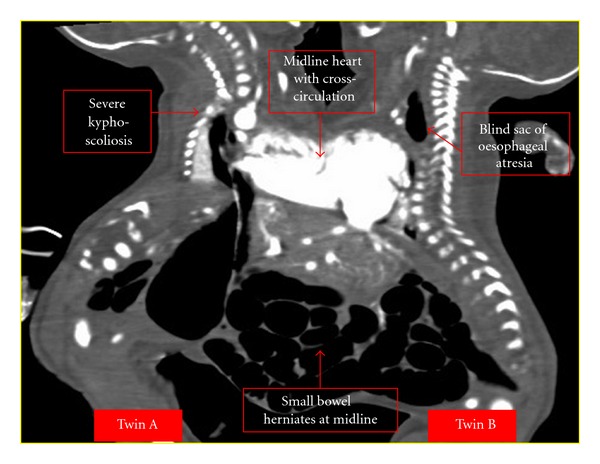 Midline heart
with cross-
circulation
Severe
kypho-
scoliosis
Blind sac of
oesophageal
atresia
Small bowel
herniates at midline
Twin A
Twin B